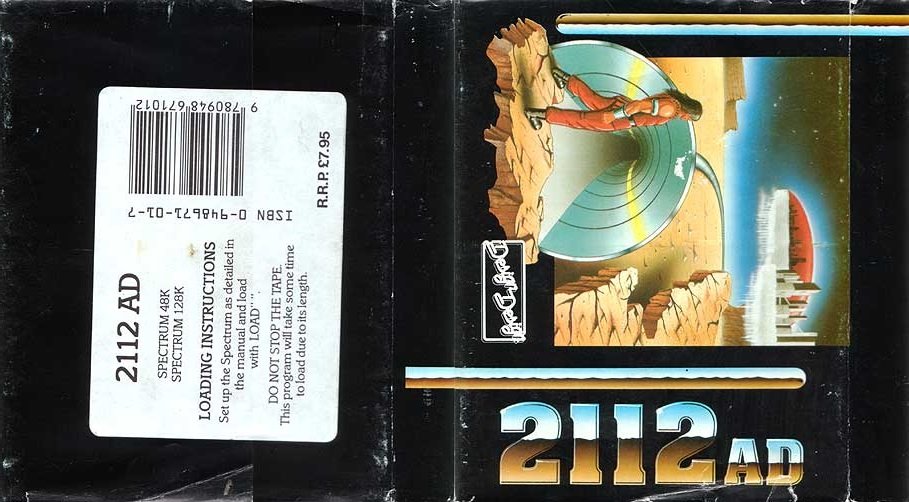 9 780948 671012
ISBN 0-948671-01-7
R.R.P. £7.95
2112 AD
SPECTRUM 48K
SPECTRUM 128K
LOADING INSTRUCTIONS
Set up the Spectrum as detailed in
the manual and load
with LOAD" "
DO NOT STOP THE TAPE.
This program will take some time
to load due to its length.
Design Design
2112 AD